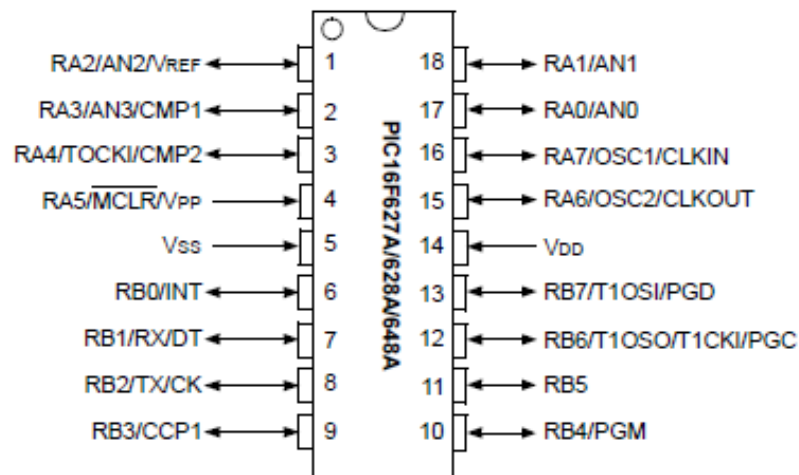 RA2/AN2/VREF 1 18 RA1/AN1
RA3/AN3/CMP1 2 17 RA0/AN0
RA4/TOCKI/CMP2 3 16 RA7/OSC1/CLKIN
RA5/MCLR/VPP 4 15 RA6/OSC2/CLKOUT
VSS 5 14 VDD
RB0/INT 6 13 RB7/T1OSI/PGD
RB1/RX/DT 7 12 RB6/T1OSO/T1CKI/PGC
RB2/TX/CK 8 11 RB5
RB3/CCP1 9 10 RB4/PGM
PIC16F627A/628A/648A